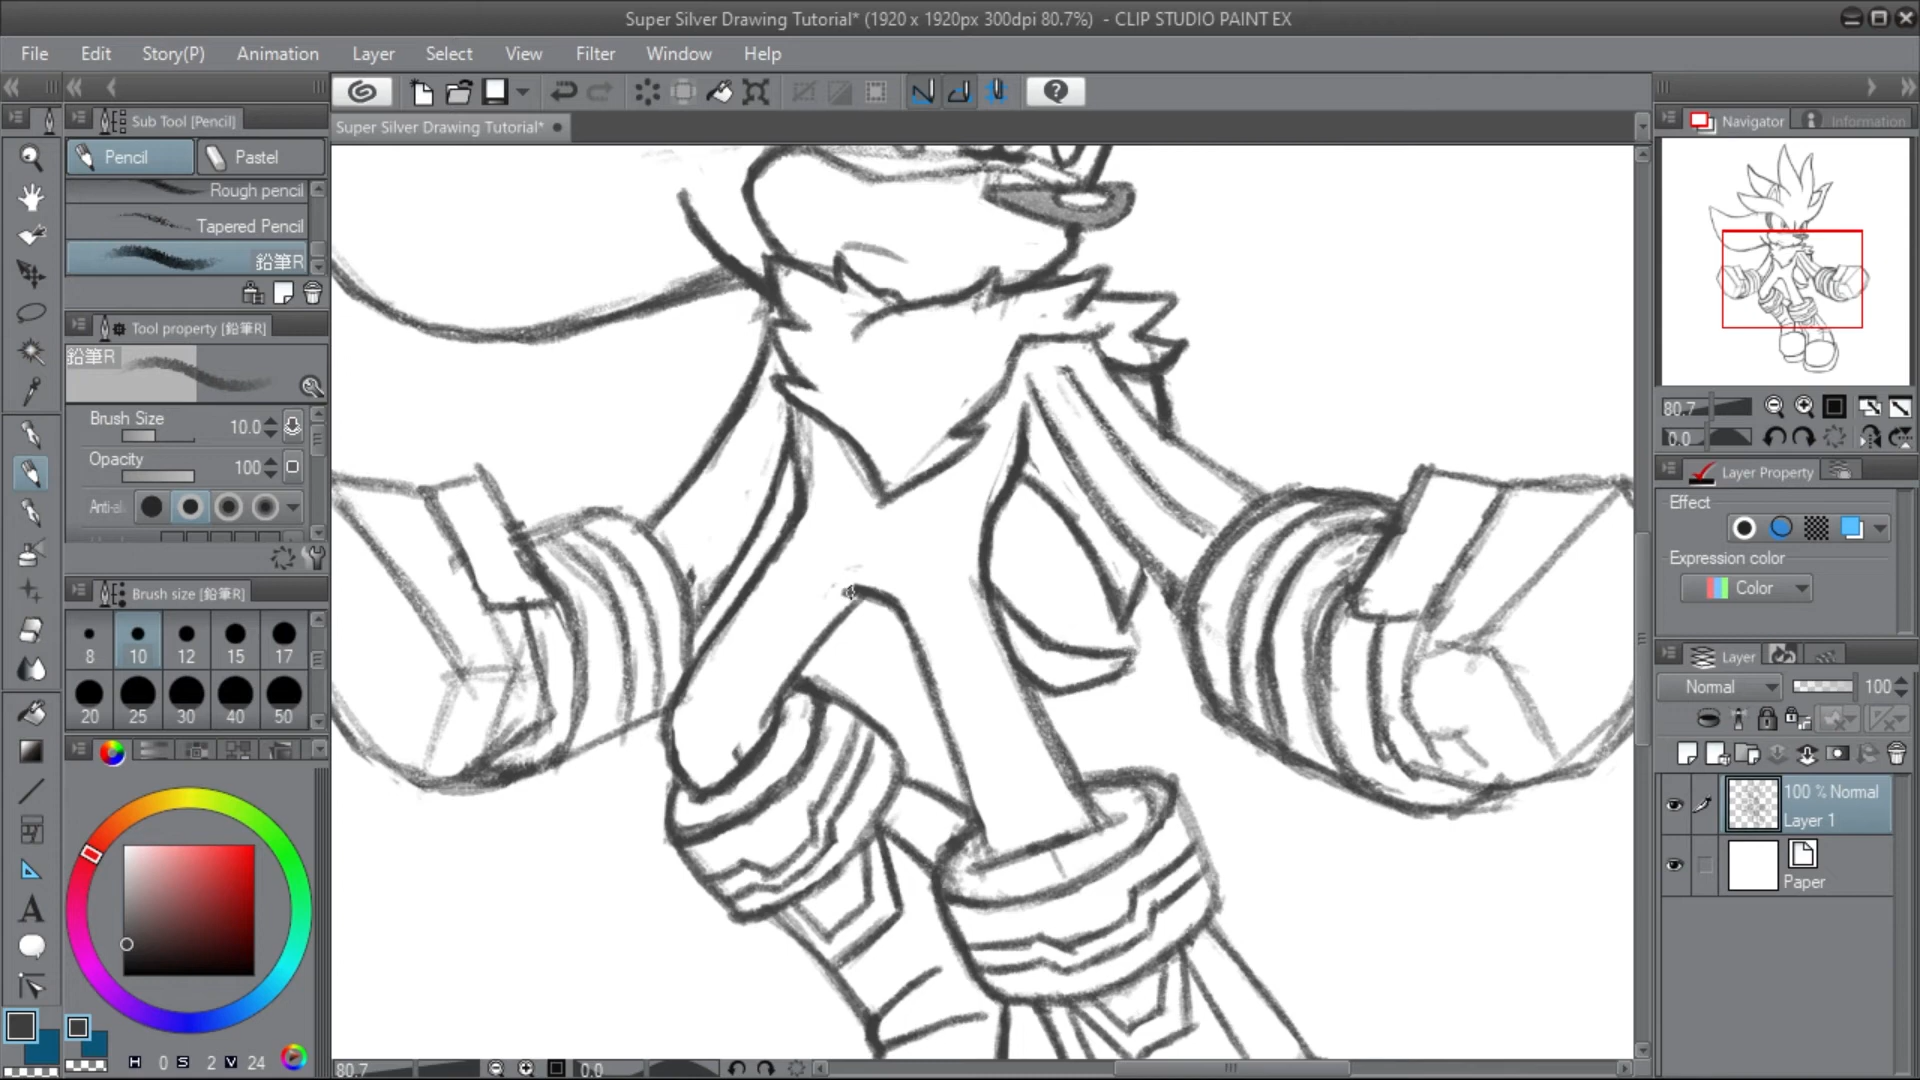 Super Silver Drawing Tutorial* (1920 x 1920px 300dpi 80.7%) - CLIP STUDIO PAINT EX
File Edit Story(P) Animation Layer Select View Filter Window Help
Sub Tool [Pencil]
Super Silver Drawing Tutorial*
Navigator Information
Pencil Pastel
Rough pencil
Tapered Pencil
鉛筆R
Tool property [鉛筆R]
鉛筆R
80.7
Brush Size 10.0
0.0
Opacity 100
Layer Property
Anti-al
Effect
Expression color
Color
Brush size [鉛筆R]
8 10 12 15 17
20 25 30 40 50
Layer
Normal 100
100 % Normal
Layer 1
Paper
H 0 S 2 V 24
80.7 0.0